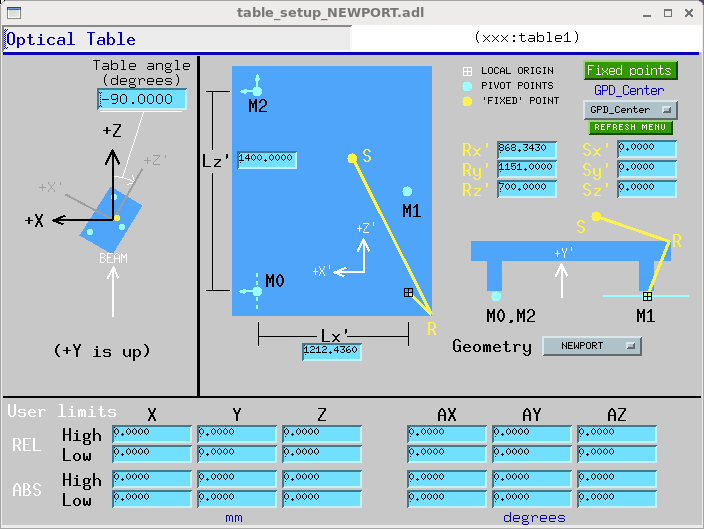 table_setup_NEWPORT.adl
Optical Table
(xxx:table1)
Table angle
(degrees)
-90.0000
+Z
+Z'
+X'
+X
BEAM
(+Y is up)
M2
Lz'
1400.0000
S
M1
+Z'
+X'
M0
R
Lx'
1212.4360
LOCAL ORIGIN
PIVOT POINTS
'FIXED' POINT
Fixed points
GPD_Center
GPD_Center
REFRESH MENU
Rx' 868.3430 Sx' 0.0000
Ry' 1151.0000 Sy' 0.0000
Rz' 700.0000 Sz' 0.0000
S
R
+Y'
M0,M2 M1
Geometry NEWPORT
User limits X Y Z AX AY AZ
REL High 0.0000 0.0000 0.0000 0.0000 0.0000 0.0000
Low 0.0000 0.0000 0.0000 0.0000 0.0000 0.0000
ABS High 0.0000 0.0000 0.0000 0.0000 0.0000 0.0000
Low 0.0000 0.0000 0.0000 0.0000 0.0000 0.0000
mm degrees